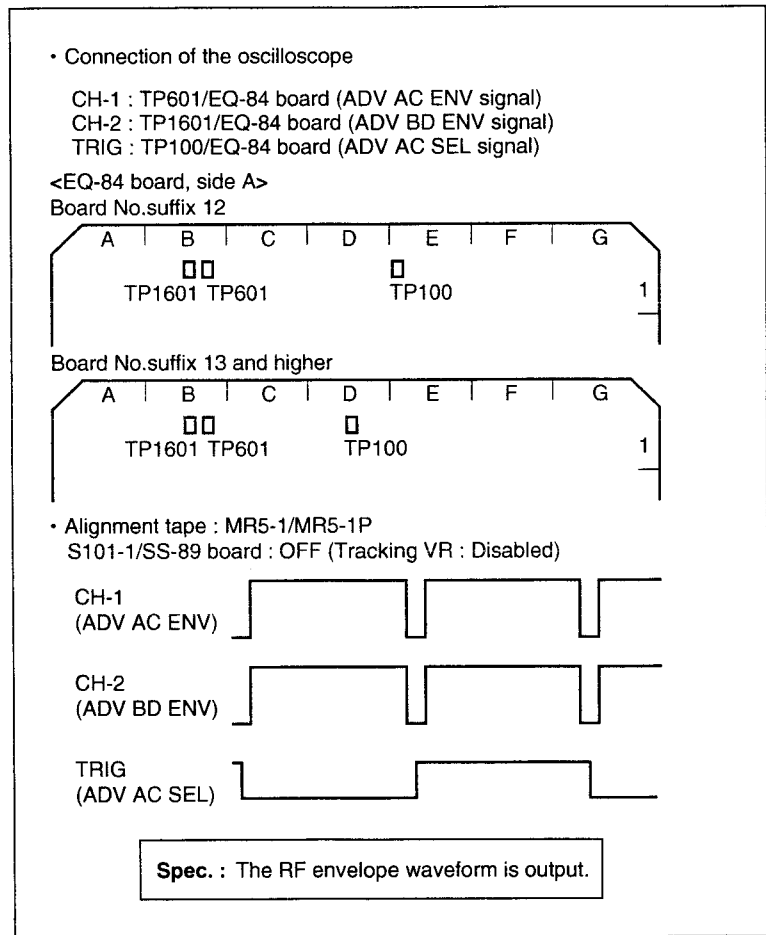 • Connection of the oscilloscope
CH-1 : TP601/EQ-84 board (ADV AC ENV signal)
CH-2 : TP1601/EQ-84 board (ADV BD ENV signal)
TRIG : TP100/EQ-84 board (ADV AC SEL signal)
<EQ-84 board, side A>
Board No.suffix 12
A B C D E F G
TP1601 TP601 TP100 1
Board No.suffix 13 and higher
A B C D E F G
TP1601 TP601 TP100 1
• Alignment tape : MR5-1/MR5-1P
S101-1/SS-89 board : OFF (Tracking VR : Disabled)
CH-1
(ADV AC ENV)
CH-2
(ADV BD ENV)
TRIG
(ADV AC SEL)
Spec. : The RF envelope waveform is output.